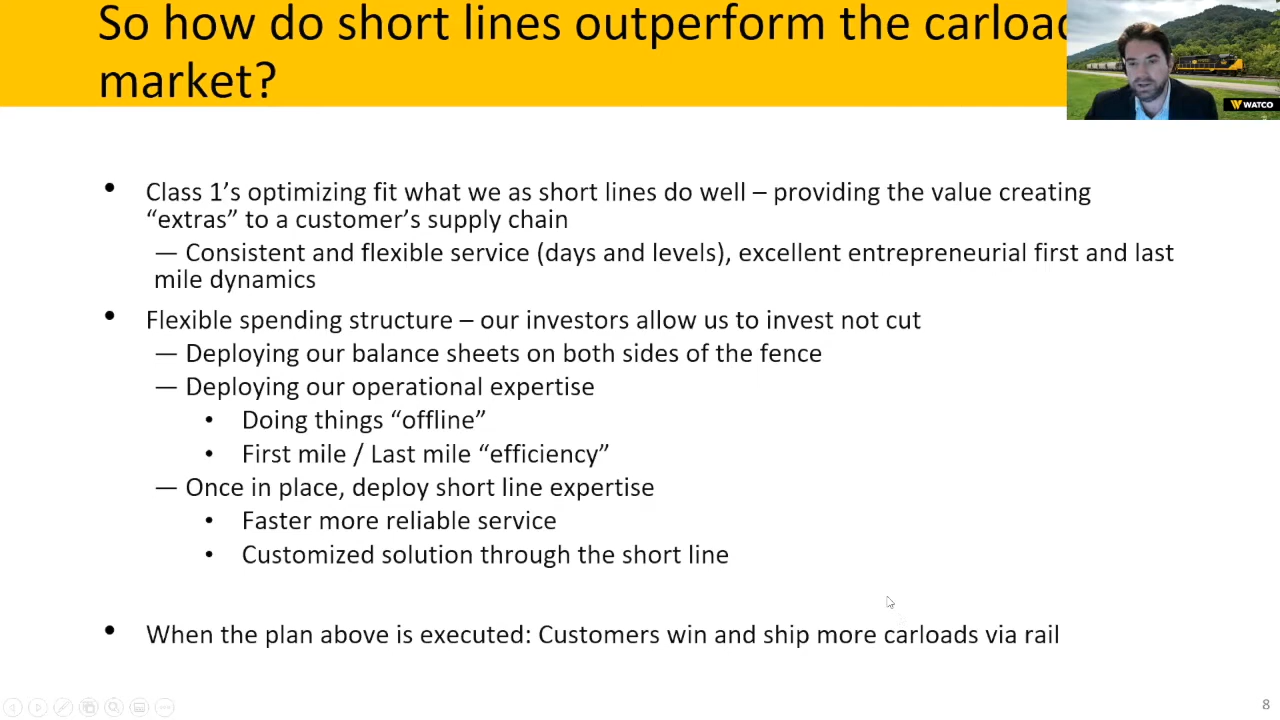 So how do short lines outperform the carload
market?
WATCO
• Class 1’s optimizing fit what we as short lines do well – providing the value creating
“extras” to a customer’s supply chain
— Consistent and flexible service (days and levels), excellent entrepreneurial first and last
mile dynamics
• Flexible spending structure – our investors allow us to invest not cut
— Deploying our balance sheets on both sides of the fence
— Deploying our operational expertise
• Doing things “offline”
• First mile / Last mile “efficiency”
— Once in place, deploy short line expertise
• Faster more reliable service
• Customized solution through the short line
• When the plan above is executed: Customers win and ship more carloads via rail
8